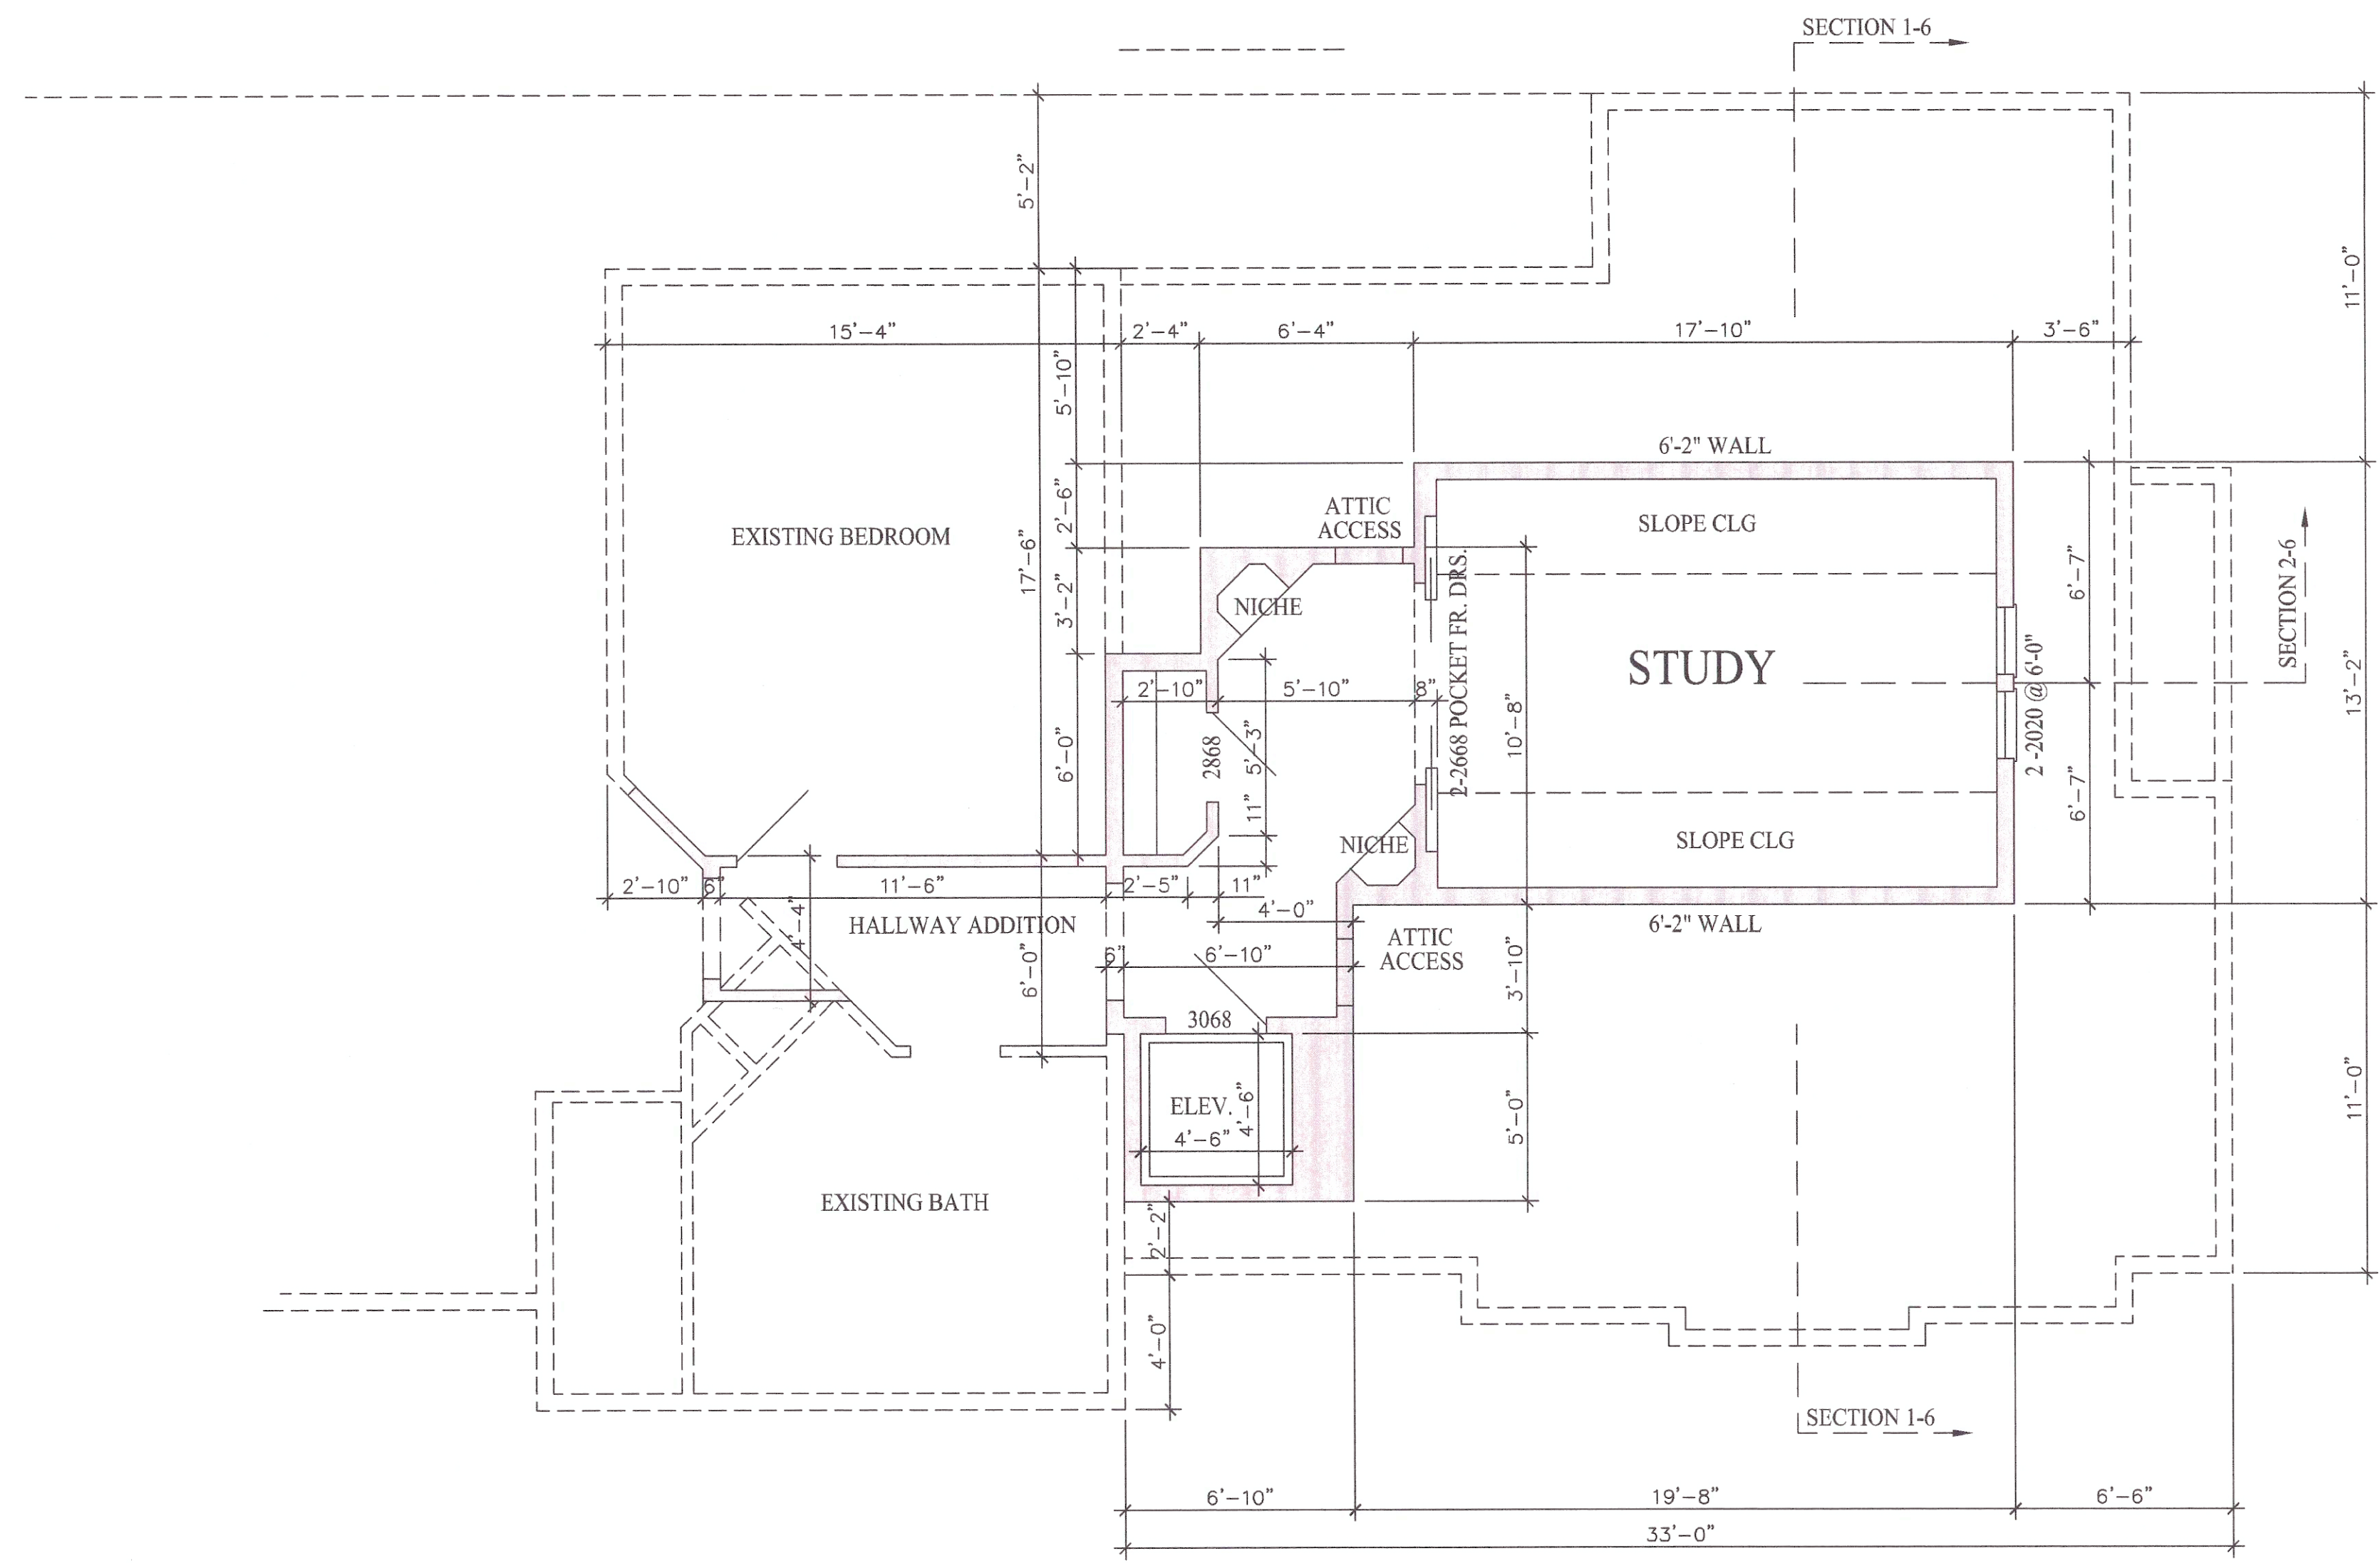 SECTION 1-6
5'-2"
11'-0"
15'-4"
2'-4"
6'-4"
17'-10"
3'-6"
5'-10"
6'-2" WALL
ATTIC
ACCESS
SLOPE CLG
EXISTING BEDROOM
2'-6"
17'-6"
3'-2"
NICHE
2-2668 POCKET FR. DRS.
STUDY
6'-7"
SECTION 2-6
13'-2"
2'-10"
5'-10"
8"
10'-8"
2 -2020 @ 6'-0"
6'-0"
2868
5'-3"
11"
6'-7"
NICHE
SLOPE CLG
2'-10"
6"
11'-6"
2'-5"
11"
4'-4"
HALLWAY ADDITION
4'-0"
6'-2" WALL
ATTIC
ACCESS
6'-0"
6"
6'-10"
3'-10"
3068
ELEV.
4'-6"
4'-6"
5'-0"
11'-0"
EXISTING BATH
2'-2"
4'-0"
SECTION 1-6
6'-10"
19'-8"
6'-6"
33'-0"